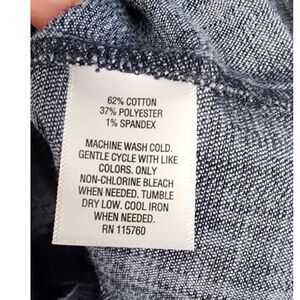 62% COTTON
37% POLYESTER
1% SPANDEX
MACHINE WASH COLD.
GENTLE CYCLE WITH LIKE
COLORS. ONLY
NON-CHLORINE BLEACH
WHEN NEEDED. TUMBLE
DRY LOW. COOL IRON
WHEN NEEDED.
RN 115760